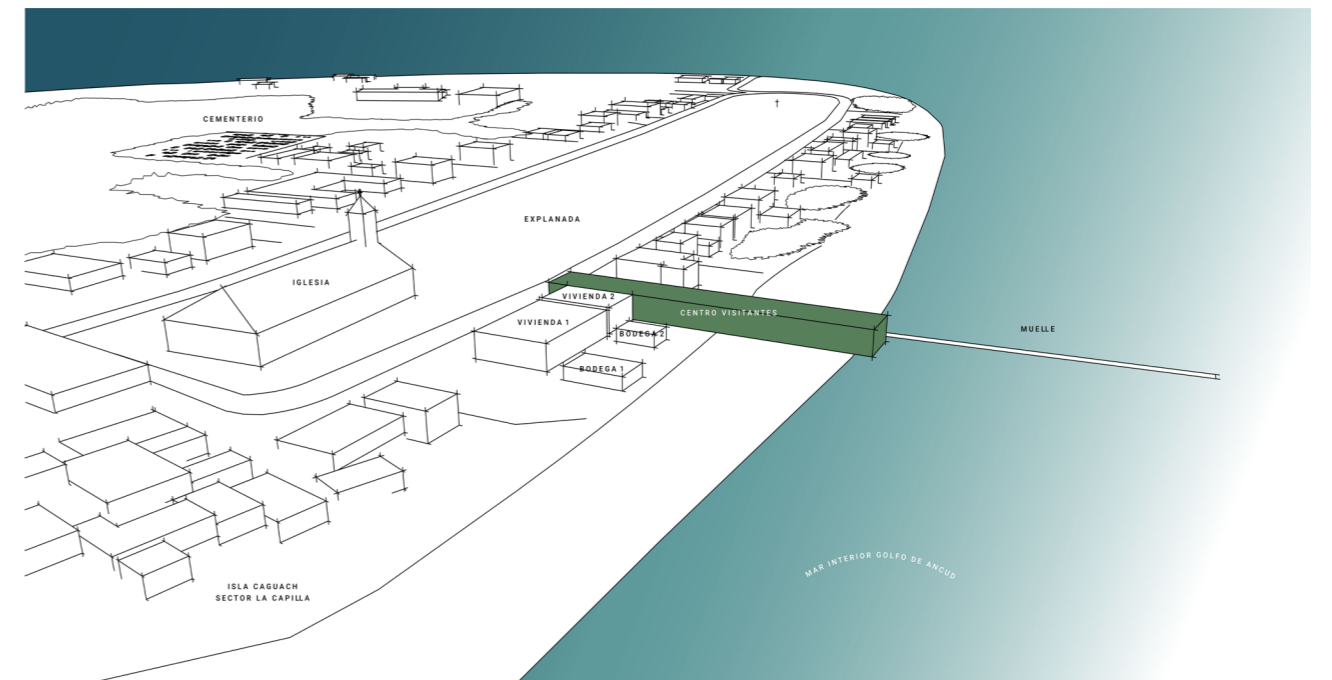 CEMENTERIO
EXPLANADA
IGLESIA
VIVIENDA 2
CENTRO VISITANTES
VIVIENDA 1
MUELLE
BODEGA 2
BODEGA 1
MAR INTERIOR GOLFO DE ANCUD
ISLA CAGUACH
SECTOR LA CAPILLA